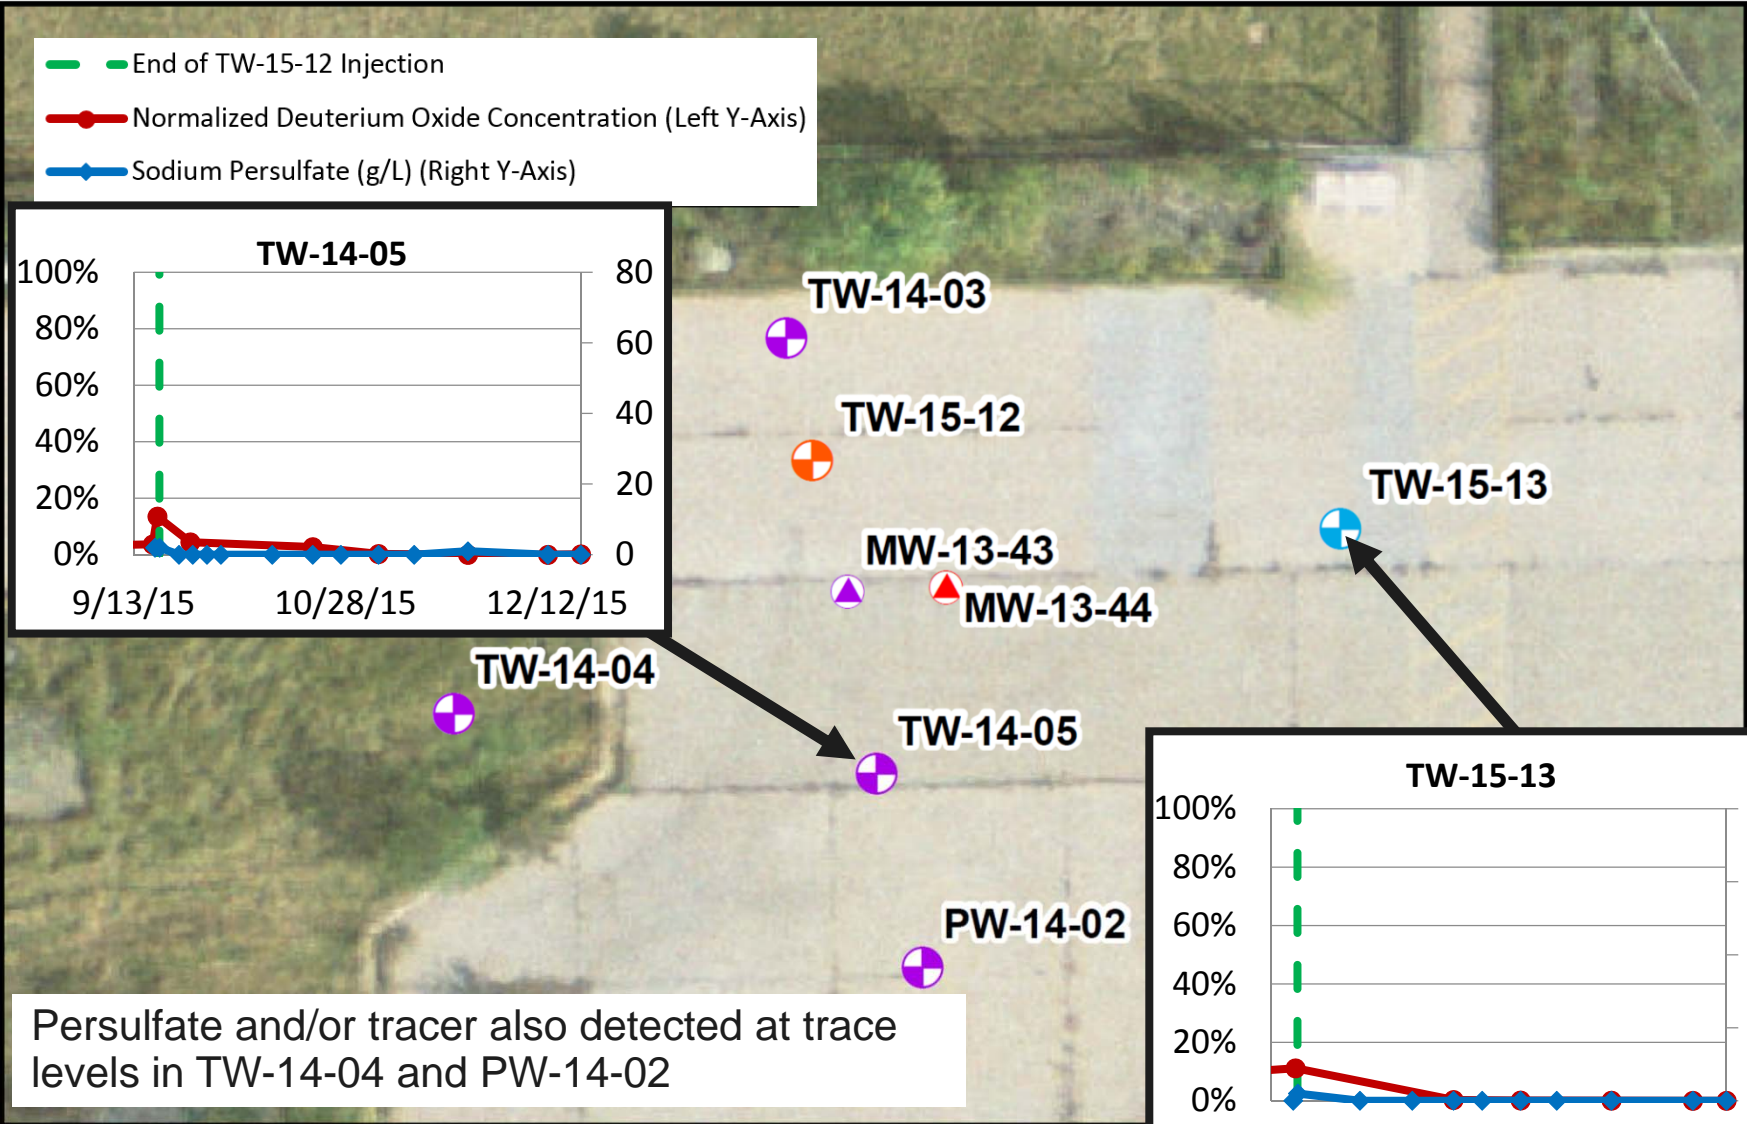 End of TW-15-12 Injection
Normalized Deuterium Oxide Concentration (Left Y-Axis)
Sodium Persulfate (g/L) (Right Y-Axis)
TW-14-05
100%
80%
60%
40%
20%
0%
80
60
40
20
0
9/13/15 10/28/15 12/12/15
TW-14-03
TW-15-12
TW-15-13
MW-13-43
MW-13-44
TW-14-04
TW-14-05
PW-14-02
TW-15-13
100%
80%
60%
40%
20%
0%
Persulfate and/or tracer also detected at trace
levels in TW-14-04 and PW-14-02